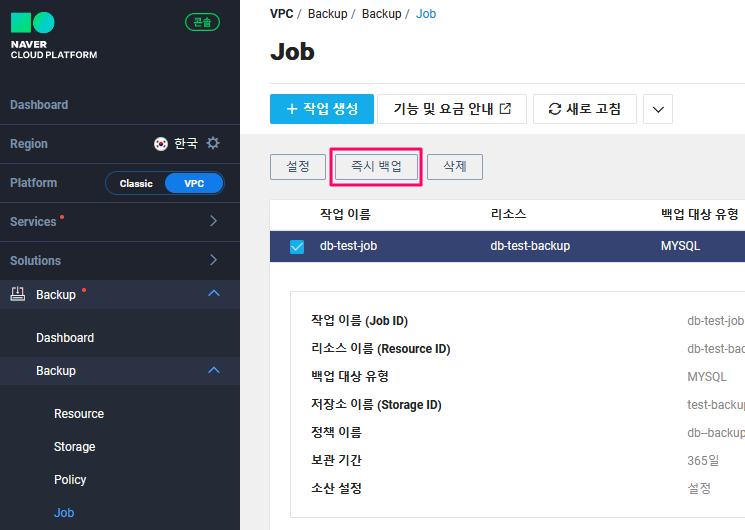 NAVER
CLOUD PLATFORM
콘솔
Dashboard
Region 한국
Platform Classic VPC
Services
Solutions
Backup
Dashboard
Backup
Resource
Storage
Policy
Job
VPC / Backup / Backup / Job
Job
+ 작업 생성 기능 및 요금 안내 새로 고침
설정 즉시 백업 삭제
작업 이름 리소스 백업 대상 유형
db-test-job db-test-backup MYSQL
작업 이름 (Job ID) db-test-job
리소스 이름 (Resource ID) db-test-bac
백업 대상 유형 MYSQL
저장소 이름 (Storage ID) test-backup
정책 이름 db--backup
보관 기간 365일
소산 설정 설정